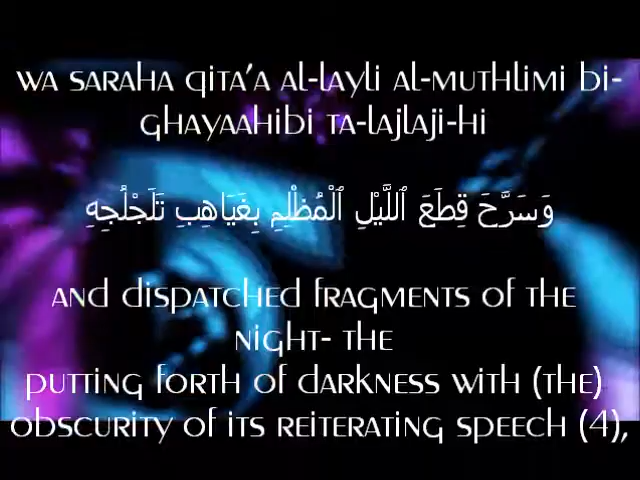 wa saraha qita'a al-layli al-muthlimi bi-
ghayaahibi ta-lajlaji-hi
وَسَرَّحَ قِطَعَ ٱللَّيْلِ ٱلْمُظْلِمِ بِغَيَاهِبِ تَلَجْلُجِهِ
and dispatched fragments of the
night- the
putting forth of darkness with (the)
obscurity of its reiterating speech (4),